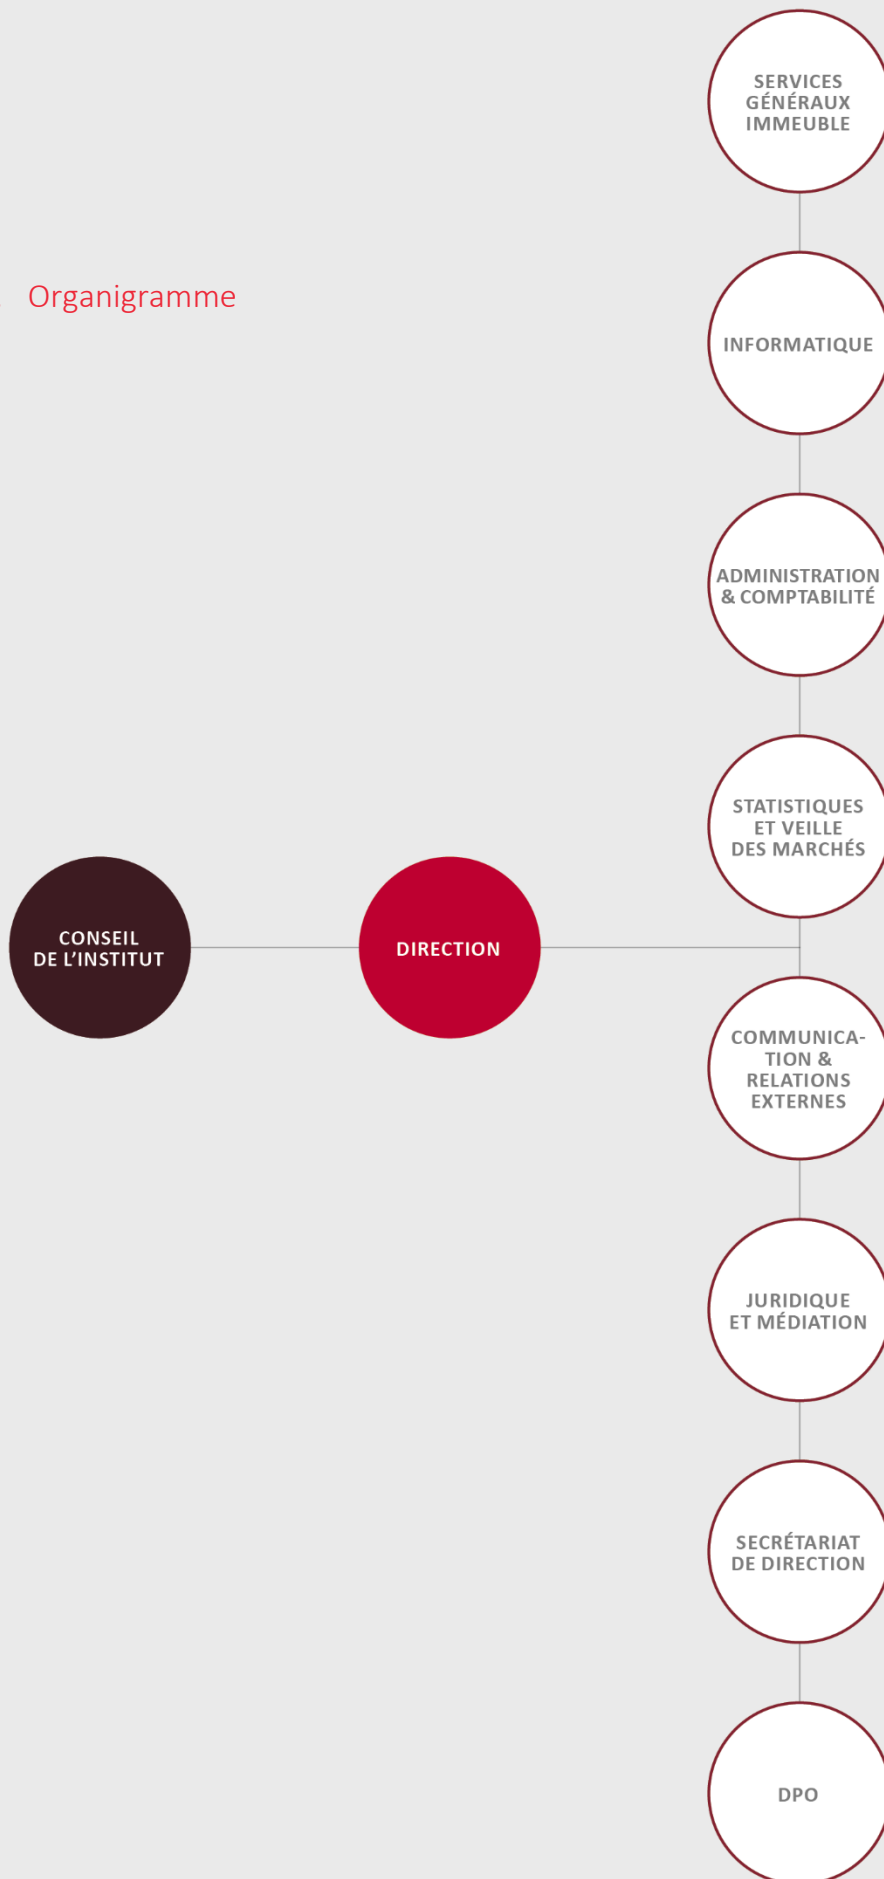 SERVICES
GÉNÉRAUX
IMMEUBLE
Organigramme
INFORMATIQUE
ADMINISTRATION
& COMPTABILITÉ
STATISTIQUES
ET VEILLE
DES MARCHÉS
CONSEIL
DE L’INSTITUT
DIRECTION
COMMUNICA-
TION &
RELATIONS
EXTERNES
JURIDIQUE
ET MÉDIATION
SECRÉTARIAT
DE DIRECTION
DPO